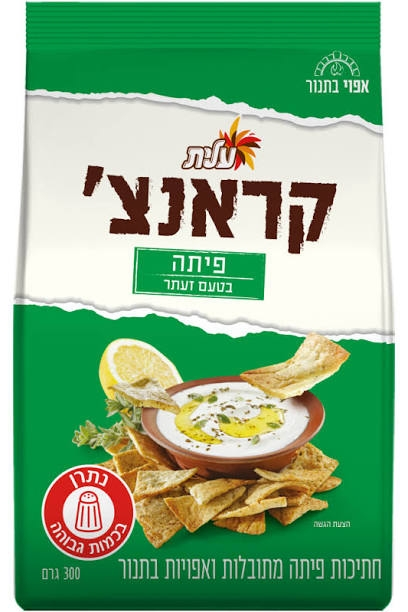 אפוי בתנור
עלית
קראנצ'
פיתה
בטעם זעתר
נתרן
בכמות גבוהה
הצעת הגשה
חתיכות פיתה מתובלות ואפויות בתנור
300 גרם